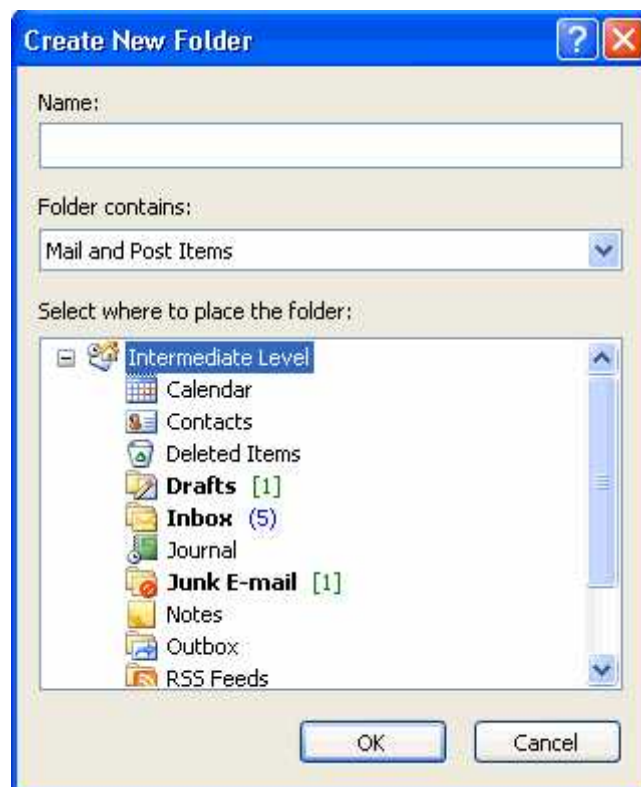 Create New Folder
Name:
Folder contains:
Mail and Post Items
Select where to place the folder:
Intermediate Level
Calendar
Contacts
Deleted Items
Drafts [1]
Inbox (5)
Journal
Junk E-mail [1]
Notes
Outbox
RSS Feeds
OK Cancel